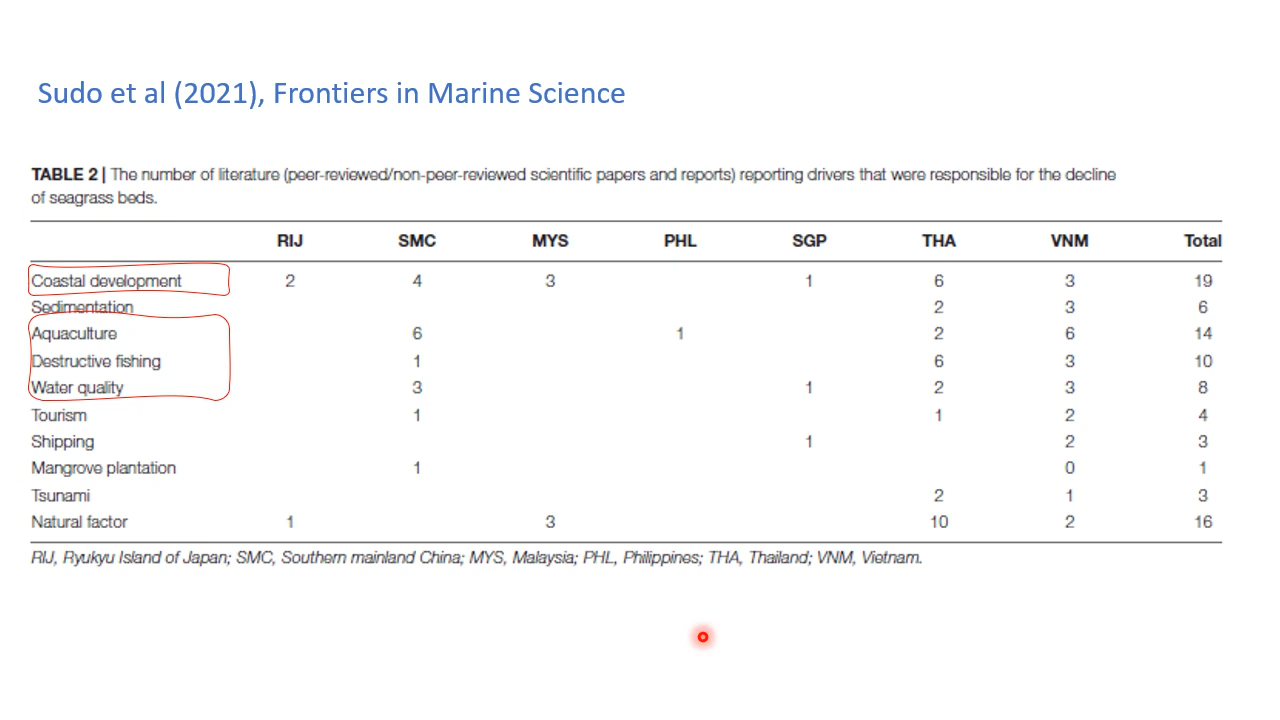 Sudo et al (2021), Frontiers in Marine Science
TABLE 2 | The number of literature (peer-reviewed/non-peer-reviewed scientific papers and reports) reporting drivers that were responsible for the decline
of seagrass beds.
RIJ SMC MYS PHL SGP THA VNM Total
Coastal development 2 4 3 1 6 3 19
Sedimentation 2 3 6
Aquaculture 6 1 2 6 14
Destructive fishing 1 6 3 10
Water quality 3 1 2 3 8
Tourism 1 1 2 4
Shipping 1 2 3
Mangrove plantation 1 0 1
Tsunami 2 1 3
Natural factor 1 3 10 2 16
RIJ, Ryukyu Island of Japan; SMC, Southern mainland China; MYS, Malaysia; PHL, Philippines; THA, Thailand; VNM, Vietnam.